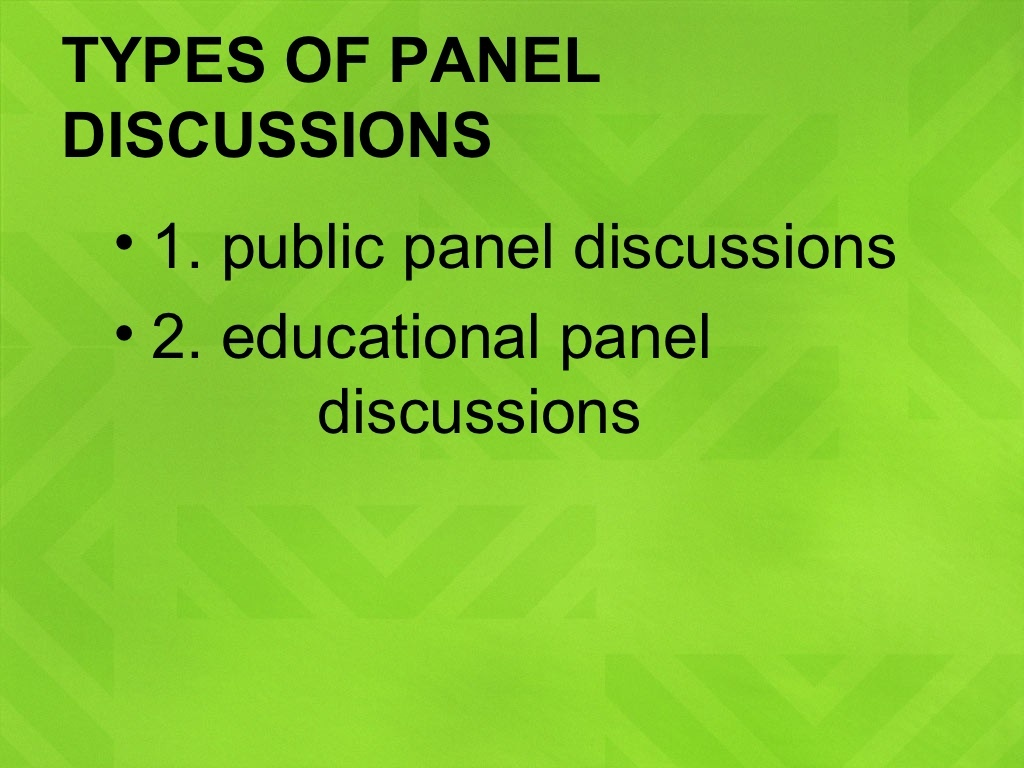 TYPES OF PANEL
DISCUSSIONS
• 1. public panel discussions
• 2. educational panel
discussions